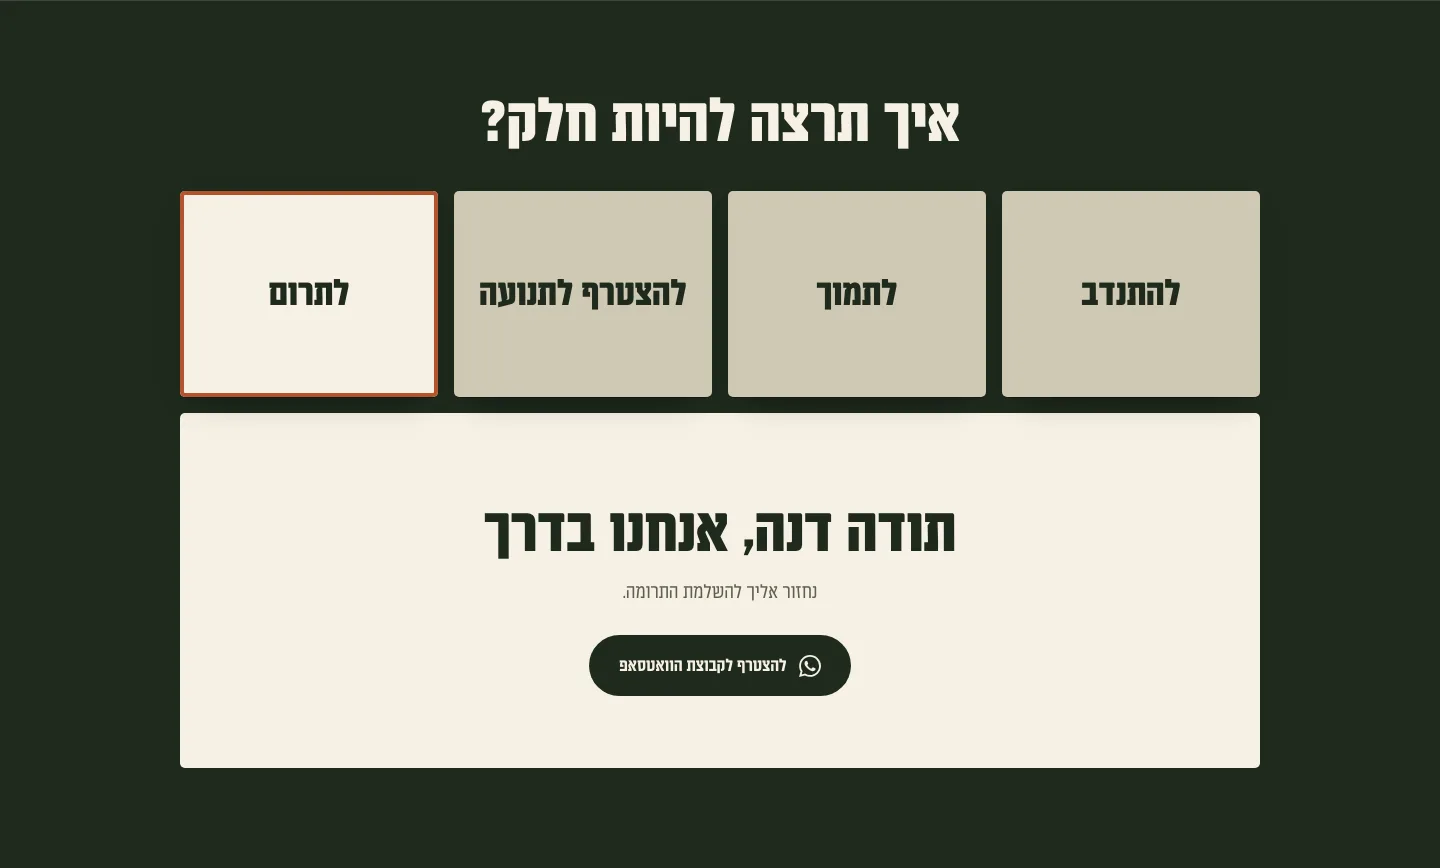 איך תרצה להיות חלק?
להתנדב
לתמוך
להצטרף לתנועה
לתרום
תודה דנה, אנחנו בדרך
נחזור אליך להשלמת התרומה.
להצטרף לקבוצת הוואטסאפ